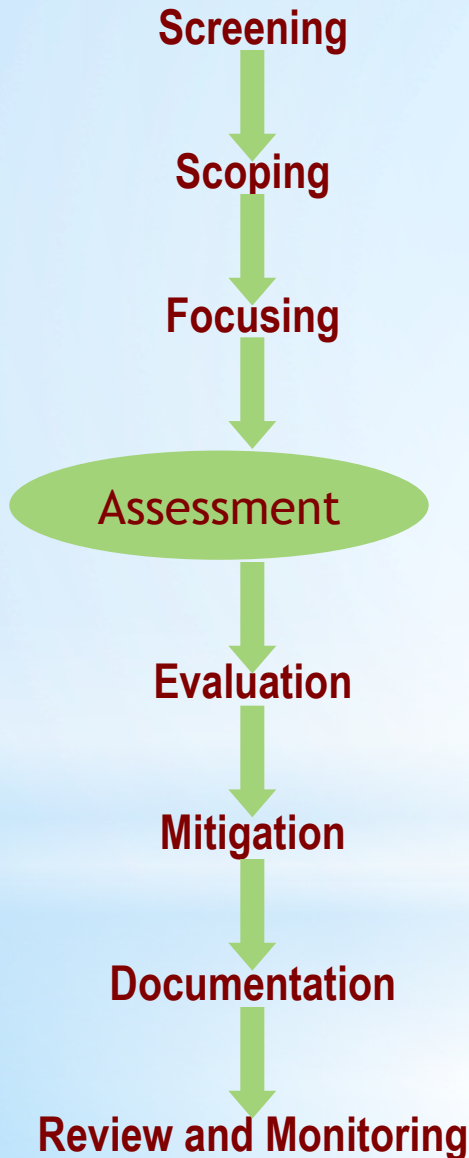 Screening
Scoping
Focusing
Assessment
Evaluation
Mitigation
Documentation
Review and Monitoring